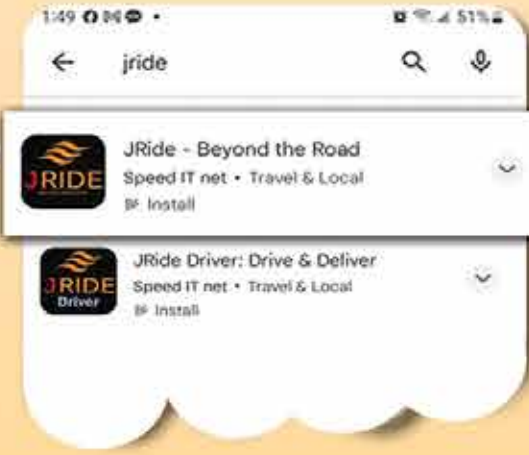 1:49
51%
jride
JRIDE
JRide - Beyond the Road
Speed IT net • Travel & Local
Install
JRIDE
Driver
JRide Driver: Drive & Deliver
Speed IT net • Travel & Local
Install